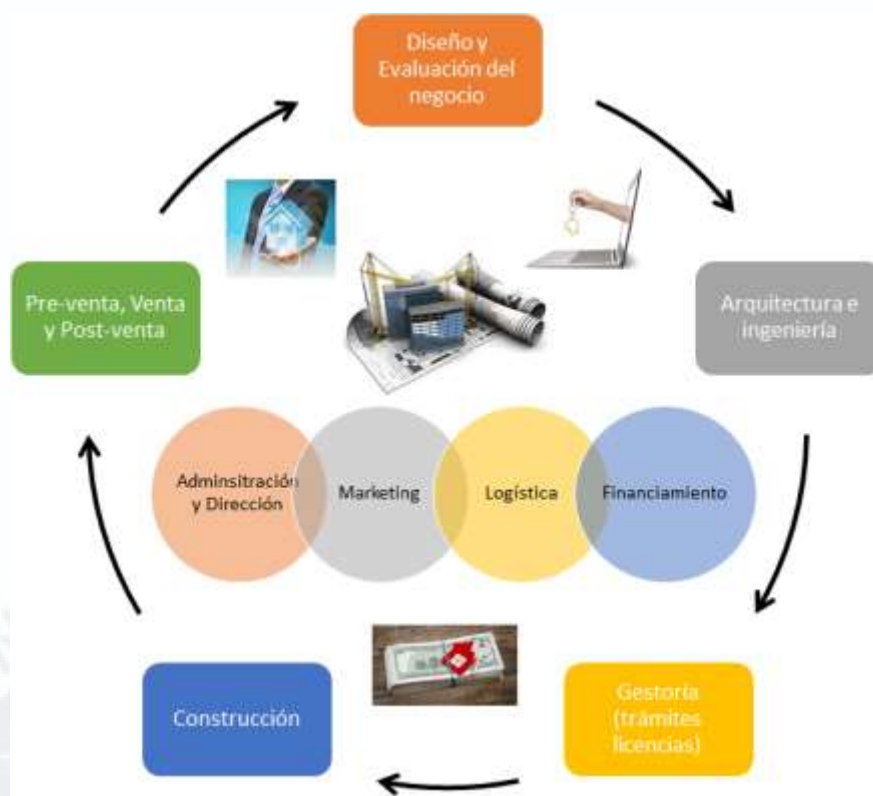 Diseño y
Evaluación del
negocio
Pre-venta, Venta
y Post-venta
Arquitectura e
ingeniería
Adminsitración
y Dirección
Marketing
Logística
Financiamiento
Construcción
Gestoría
(trámites
licencias)